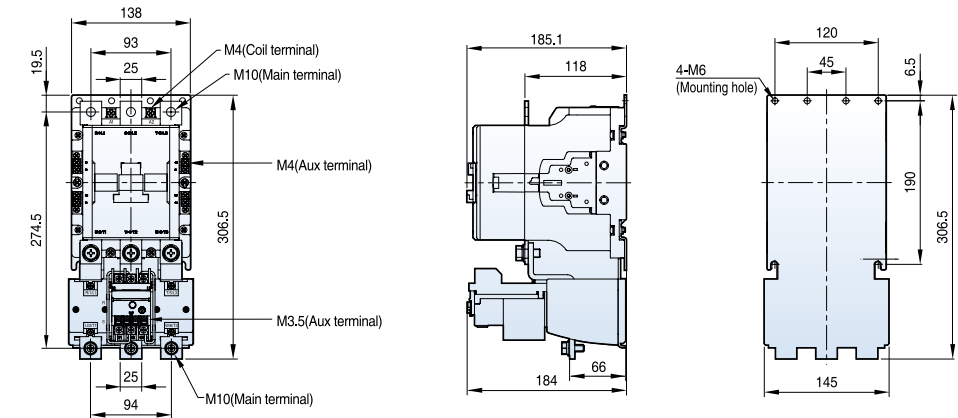 138
93
25
19.5
M4(Coil terminal)
M10(Main terminal)
A1
A2
M4(Aux terminal)
274.5
306.5
M3.5(Aux terminal)
25
94
M10(Main terminal)
185.1
118
66
184
120
45
6.5
4-M6
(Mounting hole)
190
306.5
145